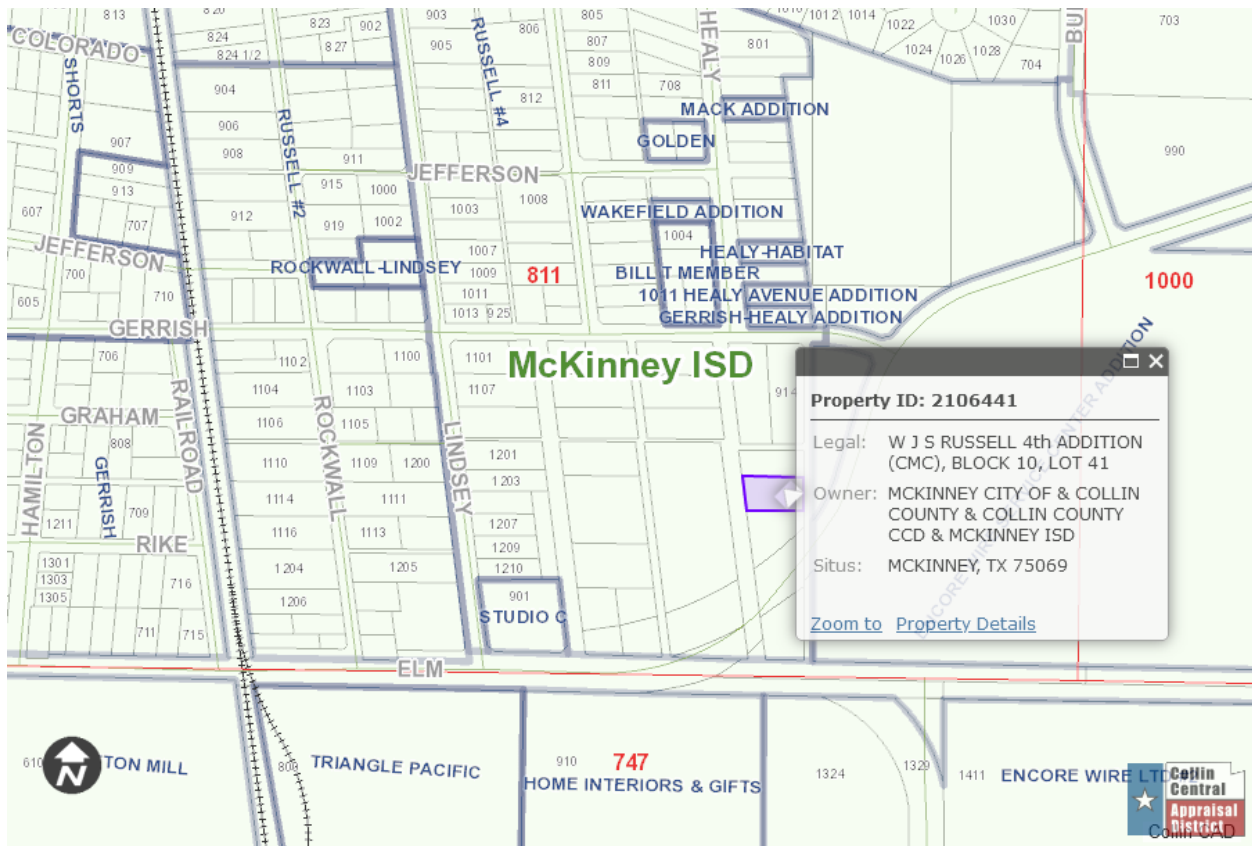 COLORADO
SHORTS
820
813
824
824 1/2
823
827
902
903
905
RUSSELL #4
806
805
807
809
811
812
708
HEALY
801
1010
1012
1014
1022
1024
1026
1028
1030
704
703
990
904
906
908
RUSSELL #2
907
909
913
707
607
911
915
1000
919
1002
912
JEFFERSON
1003
1008
MACK ADDITION
GOLDEN
WAKEFIELD ADDITION
1004
HEALY-HABITAT
BILL T MEMBER
1011 HEALY AVENUE ADDITION
GERRISH-HEALY ADDITION
JEFFERSON
700
710
605
ROCKWALL-LINDSEY
1007
1009
1011
1013
925
811
1000
GERRISH
706
1102
1100
1101
McKinney ISD
914
1104
1103
1107
GRAHAM
RAILROAD
1106
1105
ROCKWALL
LINDSEY
808
HAMILTON
GERRISH
1110
1109
1200
1201
1203
1114
1111
1211
709
1116
1113
1207
RIKE
1209
1301
1303
1305
716
1204
1205
1210
1206
901
STUDIO C
711
715
ELM
Property ID: 2106441
Legal:
W J S RUSSELL 4th ADDITION
(CMC), BLOCK 10, LOT 41
Owner:
MCKINNEY CITY OF & COLLIN
COUNTY & COLLIN COUNTY
CCD & MCKINNEY ISD
Situs:
MCKINNEY, TX 75069
Zoom to
Property Details
610
TON MILL
800
TRIANGLE PACIFIC
910
747
HOME INTERIORS & GIFTS
1324
1329
1411
ENCORE WIRE LTD
N
Collin
Central
Appraisal
District
Collin CAD